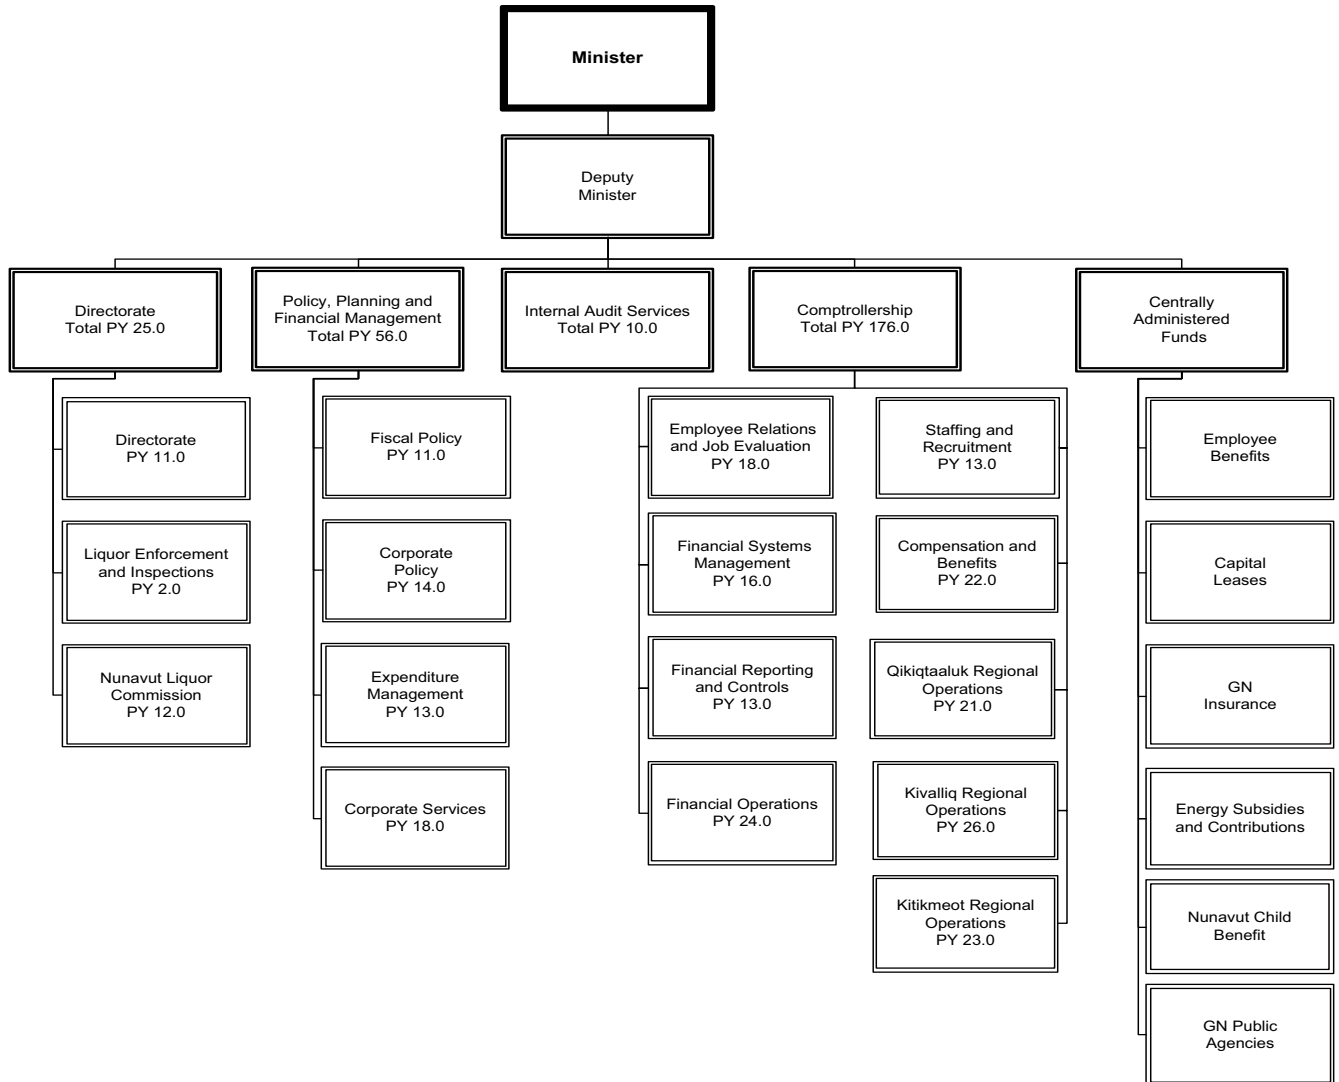 Minister
Deputy
Minister
Directorate
Total PY 25.0
Policy, Planning and
Financial Management
Total PY 56.0
Internal Audit Services
Total PY 10.0
Comptrollership
Total PY 176.0
Centrally
Administered
Funds
Directorate
PY 11.0
Liquor Enforcement
and Inspections
PY 2.0
Nunavut Liquor
Commission
PY 12.0
Fiscal Policy
PY 11.0
Corporate
Policy
PY 14.0
Expenditure
Management
PY 13.0
Corporate Services
PY 18.0
Employee Relations
and Job Evaluation
PY 18.0
Financial Systems
Management
PY 16.0
Financial Reporting
and Controls
PY 13.0
Financial Operations
PY 24.0
Staffing and
Recruitment
PY 13.0
Compensation and
Benefits
PY 22.0
Qikiqtaaluk Regional
Operations
PY 21.0
Kivalliq Regional
Operations
PY 26.0
Kitikmeot Regional
Operations
PY 23.0
Employee
Benefits
Capital
Leases
GN
Insurance
Energy Subsidies
and Contributions
Nunavut Child
Benefit
GN Public
Agencies